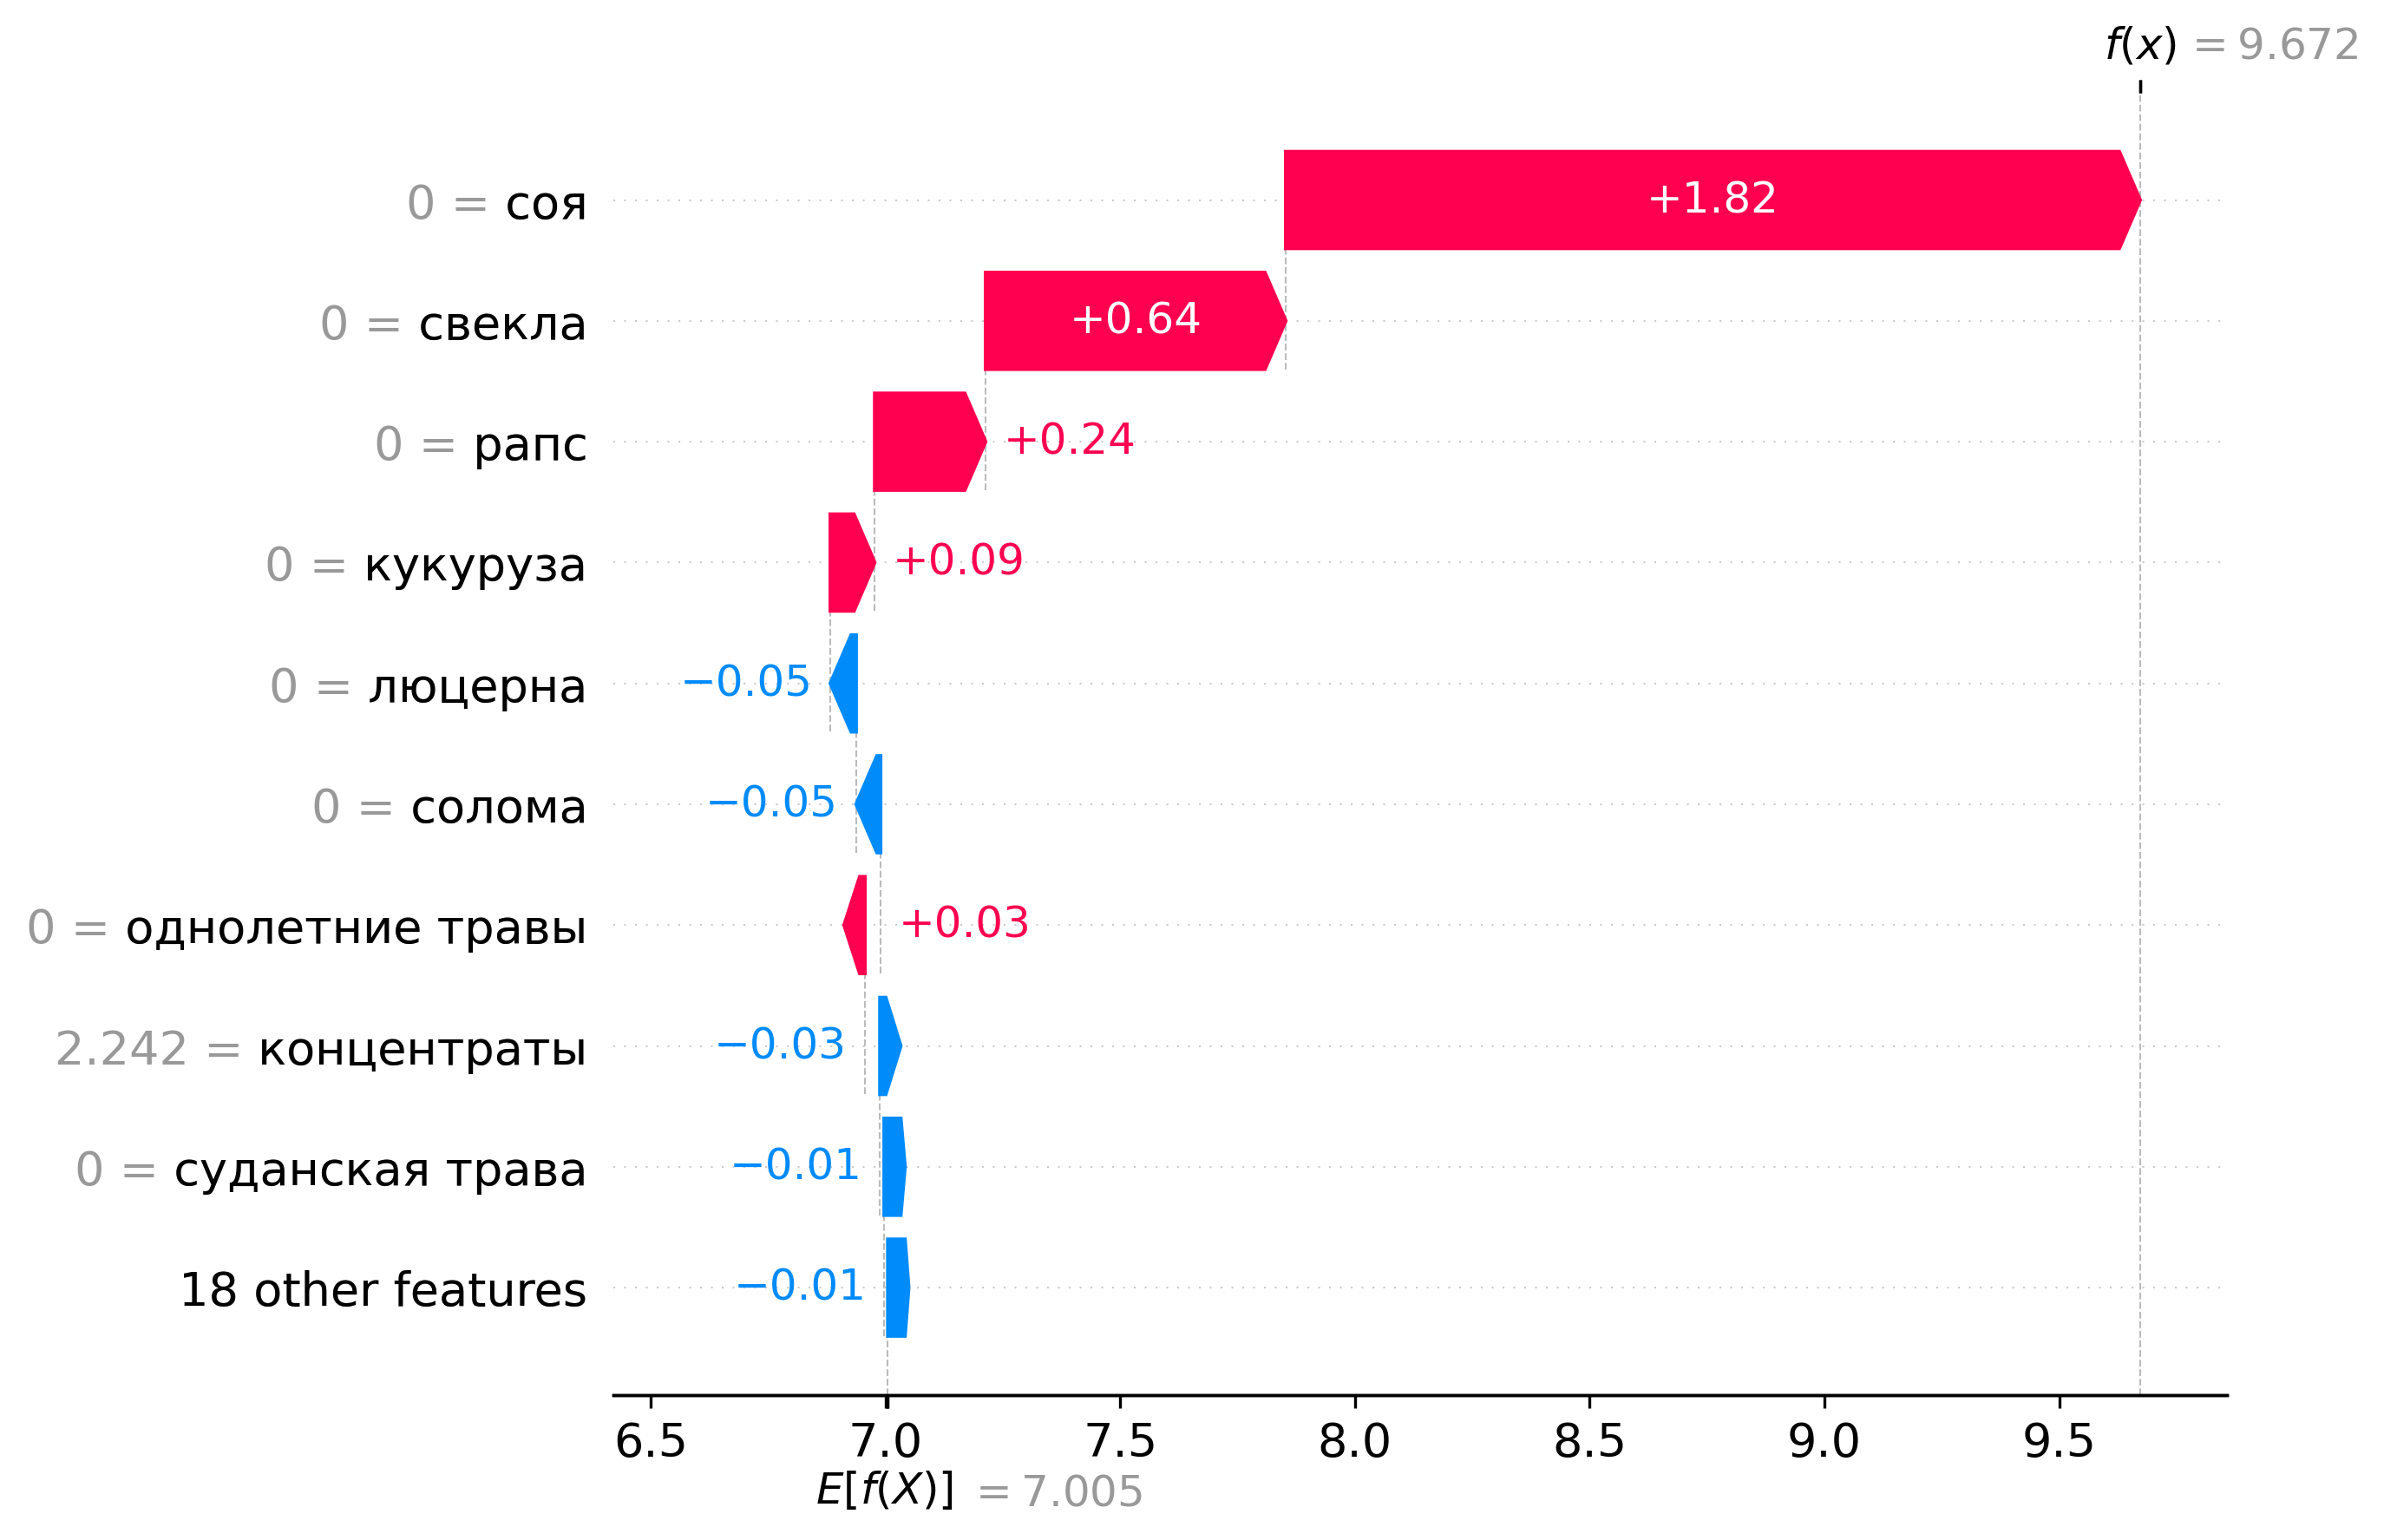 f(x) = 9.672
0 = соя +1.82
0 = свекла +0.64
0 = рапс +0.24
0 = кукуруза +0.09
0 = люцерна −0.05
0 = солома −0.05
0 = однолетние травы +0.03
2.242 = концентраты −0.03
0 = суданская трава −0.01
18 other features −0.01
6.5 7.0 7.5 8.0 8.5 9.0 9.5
E[f(X)] = 7.005